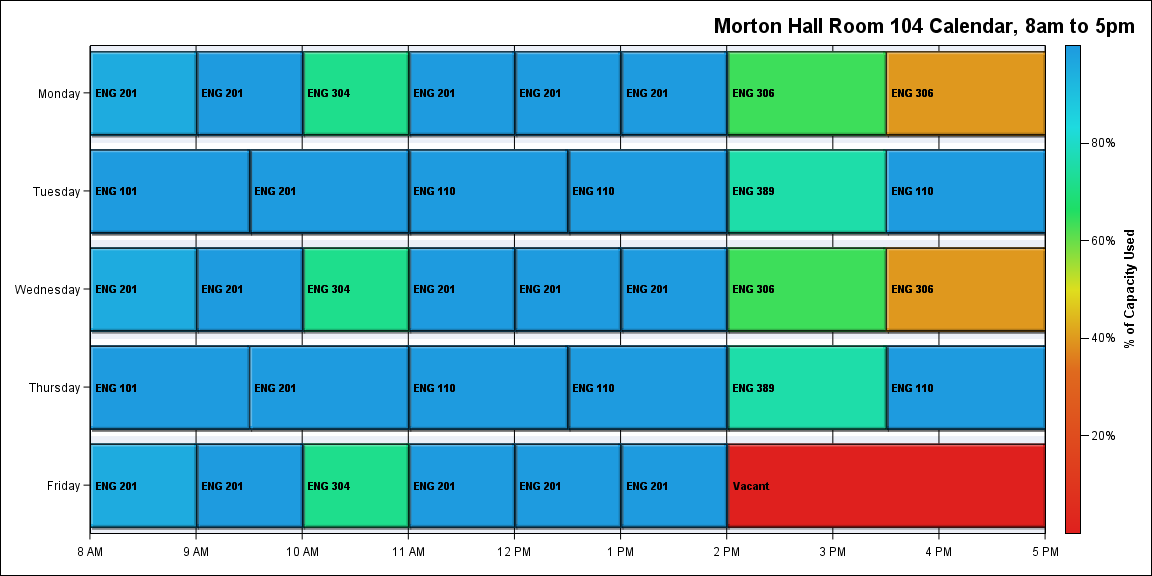 Morton Hall Room 104 Calendar, 8am to 5pm
Monday
ENG 201
ENG 201
ENG 304
ENG 201
ENG 201
ENG 201
ENG 306
ENG 306
Tuesday
ENG 101
ENG 201
ENG 110
ENG 110
ENG 389
ENG 110
Wednesday
ENG 201
ENG 201
ENG 304
ENG 201
ENG 201
ENG 201
ENG 306
ENG 306
Thursday
ENG 101
ENG 201
ENG 110
ENG 110
ENG 389
ENG 110
Friday
ENG 201
ENG 201
ENG 304
ENG 201
ENG 201
ENG 201
Vacant
8 AM
9 AM
10 AM
11 AM
12 PM
1 PM
2 PM
3 PM
4 PM
5 PM
80%
60%
40%
20%
% of Capacity Used